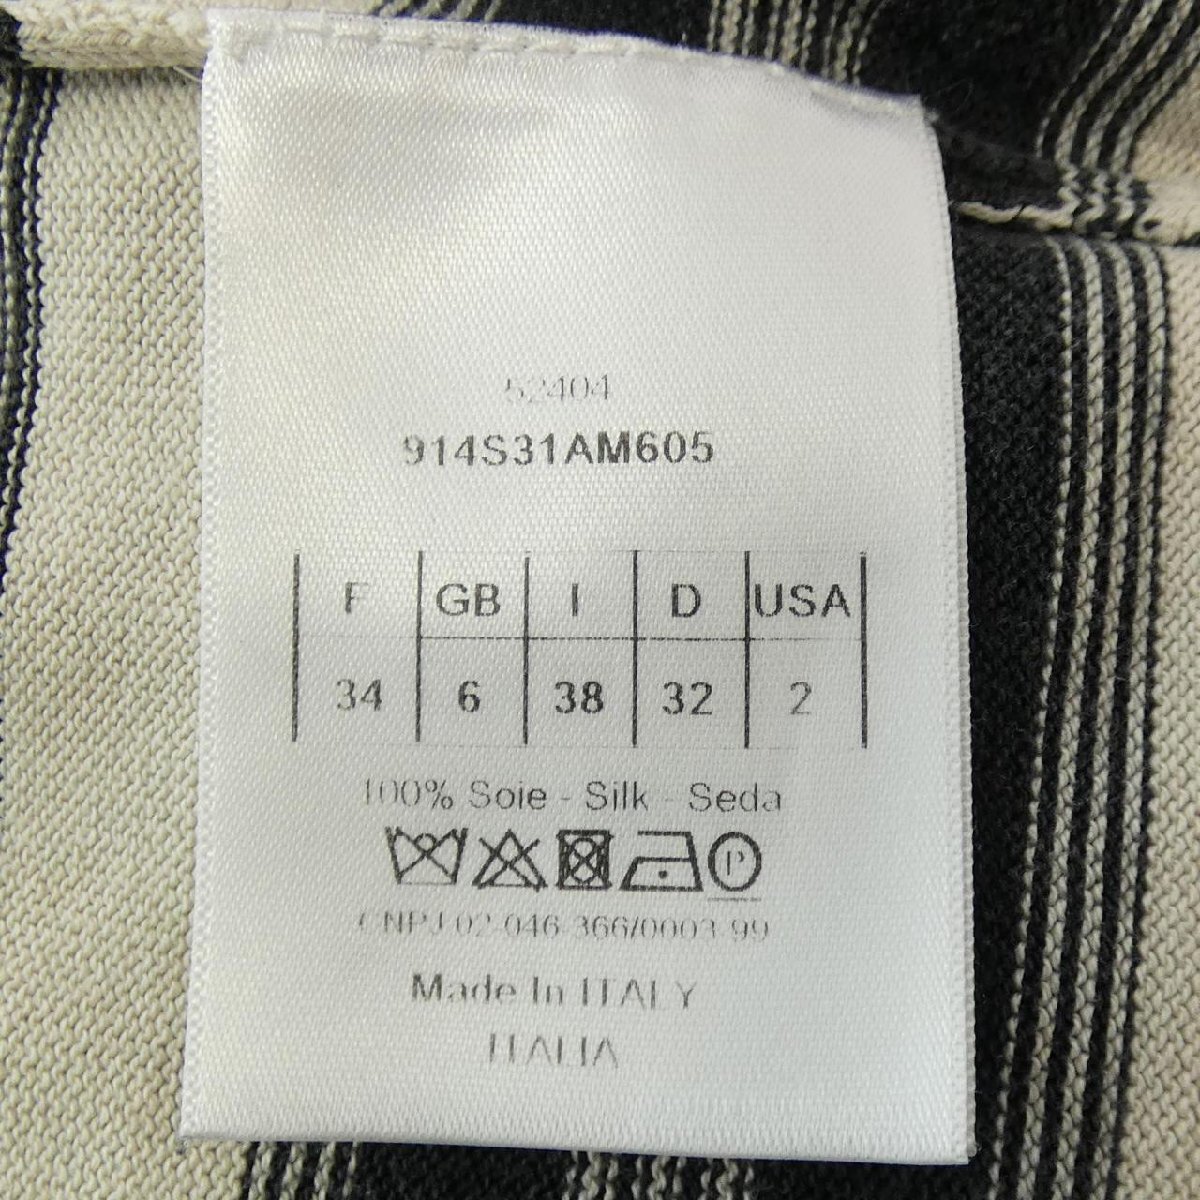 52404
914S31AM605
F GB I D USA
34 6 38 32 2
100% Soie - Silk - Seda
P
CNPJ 02-046 366/0003 99
Made In ITALY
ITALIA